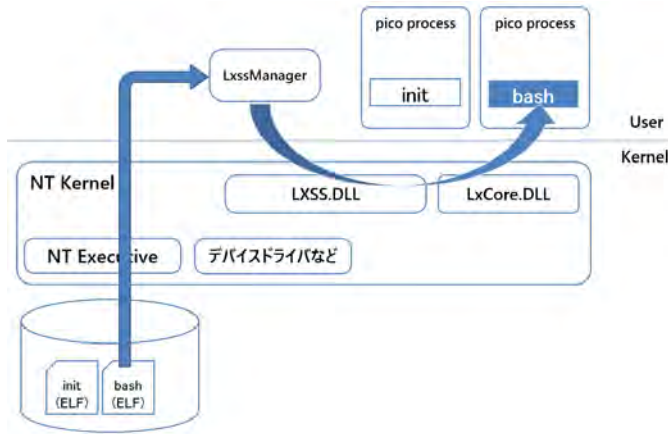 pico process
pico process
LxssManager
init
bash
User
Kernel
NT Kernel
LXSS.DLL
LxCore.DLL
NT Executive
デバイスドライバなど
init
(ELF)
bash
(ELF)